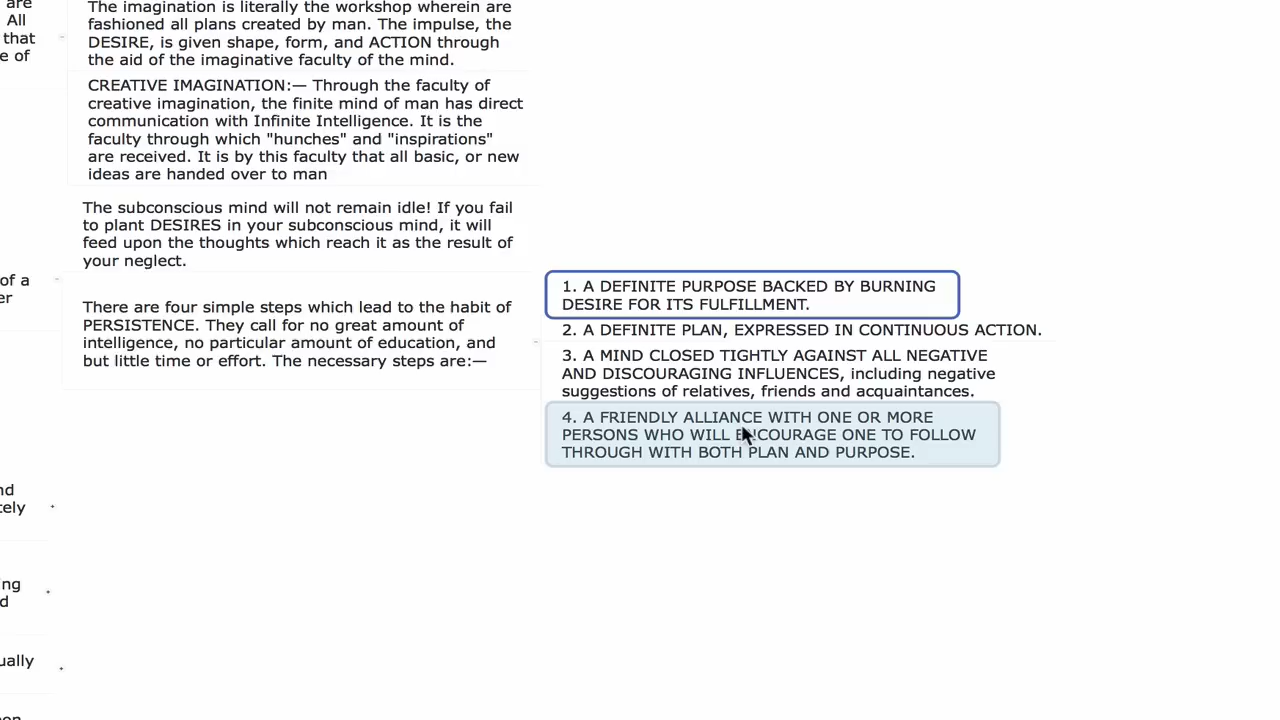 are
All
that
e of
The imagination is literally the workshop wherein are
fashioned all plans created by man. The impulse, the
DESIRE, is given shape, form, and ACTION through
the aid of the imaginative faculty of the mind.
CREATIVE IMAGINATION:— Through the faculty of
creative imagination, the finite mind of man has direct
communication with Infinite Intelligence. It is the
faculty through which "hunches" and "inspirations"
are received. It is by this faculty that all basic, or new
ideas are handed over to man
The subconscious mind will not remain idle! If you fail
to plant DESIRES in your subconscious mind, it will
feed upon the thoughts which reach it as the result of
your neglect.
of a
er
There are four simple steps which lead to the habit of
PERSISTENCE. They call for no great amount of
intelligence, no particular amount of education, and
but little time or effort. The necessary steps are:—
1. A DEFINITE PURPOSE BACKED BY BURNING
DESIRE FOR ITS FULFILLMENT.
2. A DEFINITE PLAN, EXPRESSED IN CONTINUOUS ACTION.
3. A MIND CLOSED TIGHTLY AGAINST ALL NEGATIVE
AND DISCOURAGING INFLUENCES, including negative
suggestions of relatives, friends and acquaintances.
4. A FRIENDLY ALLIANCE WITH ONE OR MORE
PERSONS WHO WILL ENCOURAGE ONE TO FOLLOW
THROUGH WITH BOTH PLAN AND PURPOSE.
nd
tely
ng
d
ually